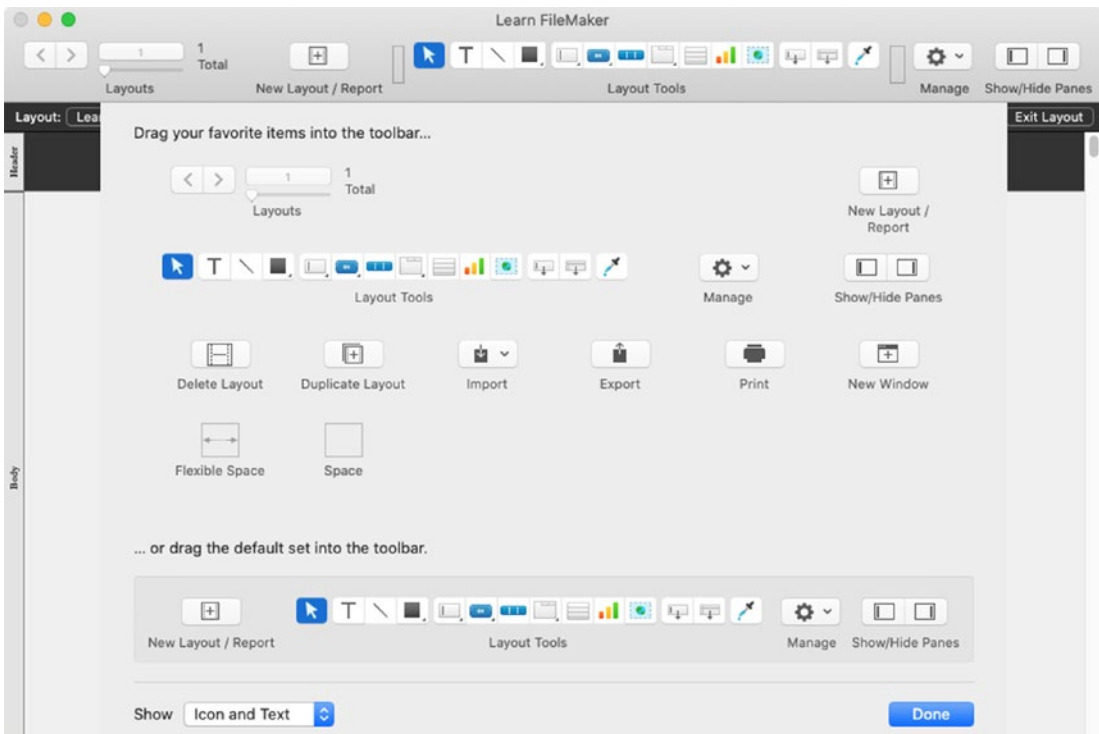 Learn FileMaker
1
1
Total
T
Layouts
New Layout / Report
Layout Tools
Manage
Show/Hide Panes
Layout:
Exit Layout
Header
Body
Drag your favorite items into the toolbar...
1
1
Total
Layouts
New Layout /
Report
T
Layout Tools
Manage
Show/Hide Panes
Delete Layout
Duplicate Layout
Import
Export
Print
New Window
Flexible Space
Space
... or drag the default set into the toolbar.
T
New Layout / Report
Layout Tools
Manage
Show/Hide Panes
Show
Icon and Text
Done